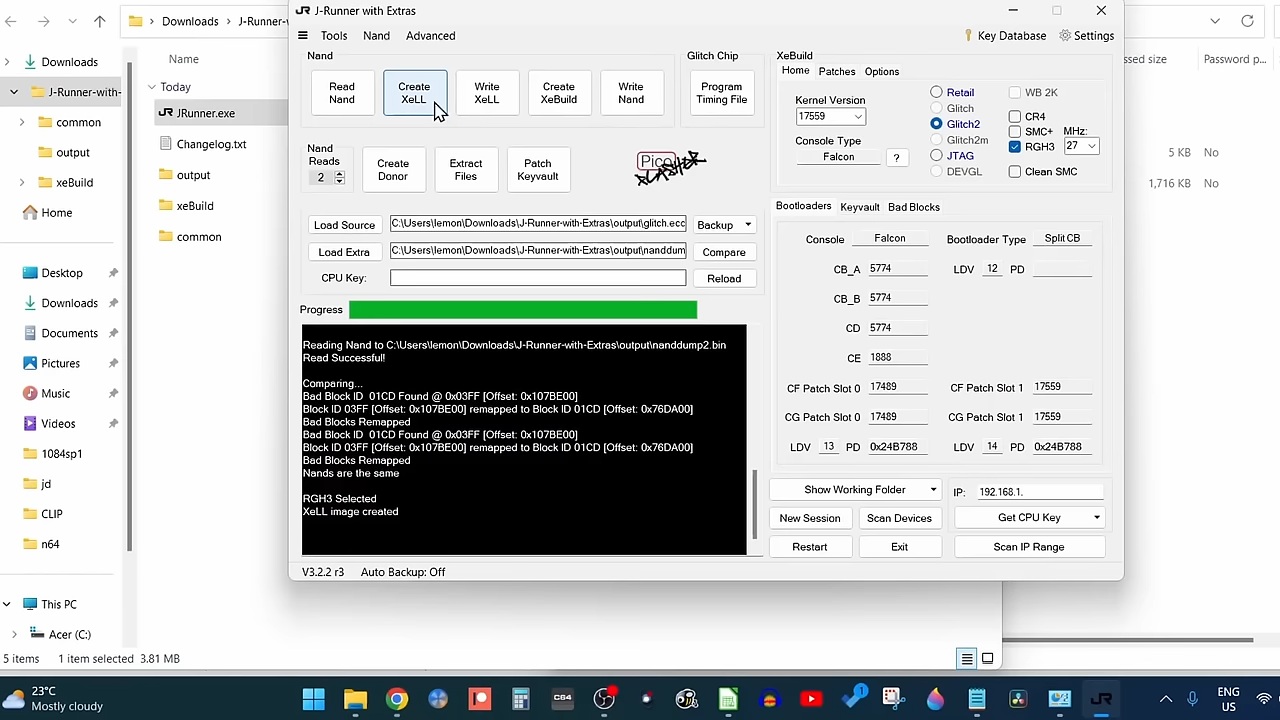 Downloads
J-Runner-w
J-Runner with Extras
Tools
Nand
Advanced
Key Database
Settings
Name
Downloads
J-Runner-with-
common
output
xeBuild
Home
Desktop
Downloads
Documents
Pictures
Music
Videos
1084sp1
jd
CLIP
n64
This PC
Acer (C:)
Today
JRunner.exe
Changelog.txt
output
xeBuild
common
5 items
1 item selected 3.81 MB
Nand
Read
Nand
Create
XeLL
Write
XeLL
Create
XeBuild
Write
Nand
Glitch Chip
Program
Timing File
Nand
Reads
2
Create
Donor
Extract
Files
Patch
Keyvault
Pico
Load Source
C:\Users\lemon\Downloads\J-Runner-with-Extras\output\glitch.ecc
Backup
Load Extra
C:\Users\lemon\Downloads\J-Runner-with-Extras\output\nanddum
Compare
CPU Key:
Reload
Progress
Reading Nand to C:\Users\lemon\Downloads\J-Runner-with-Extras\output\nanddump2.bin
Read Successful!
Comparing...
Bad Block ID 01CD Found @ 0x03FF [Offset: 0x107BE00]
Block ID 03FF [Offset: 0x107BE00] remapped to Block ID 01CD [Offset: 0x76DA00]
Bad Blocks Remapped
Bad Block ID 01CD Found @ 0x03FF [Offset: 0x107BE00]
Block ID 03FF [Offset: 0x107BE00] remapped to Block ID 01CD [Offset: 0x76DA00]
Bad Blocks Remapped
Nands are the same
RGH3 Selected
XeLL image created
V3.2.2 r3
Auto Backup: Off
XeBuild
Home
Patches
Options
Kernel Version
17559
Console Type
Falcon
?
Retail
Glitch
Glitch2
Glitch2m
JTAG
DEVGL
WB 2K
CR4
SMC+
RGH3
MHz:
27
Clean SMC
Bootloaders
Keyvault
Bad Blocks
Console
Falcon
Bootloader Type
Split CB
CB_A
5774
LDV
12
PD
CB_B
5774
CD
5774
CE
1888
CF Patch Slot 0
17489
CF Patch Slot 1
17559
CG Patch Slot 0
17489
CG Patch Slot 1
17559
LDV
13
PD
0x24B788
LDV
14
PD
0x24B788
Show Working Folder
IP:
192.168.1.
New Session
Scan Devices
Get CPU Key
Restart
Exit
Scan IP Range
ssed size
Password p...
5 KB
No
1,716 KB
No
23°C
Mostly cloudy
C64
JR
ENG
US